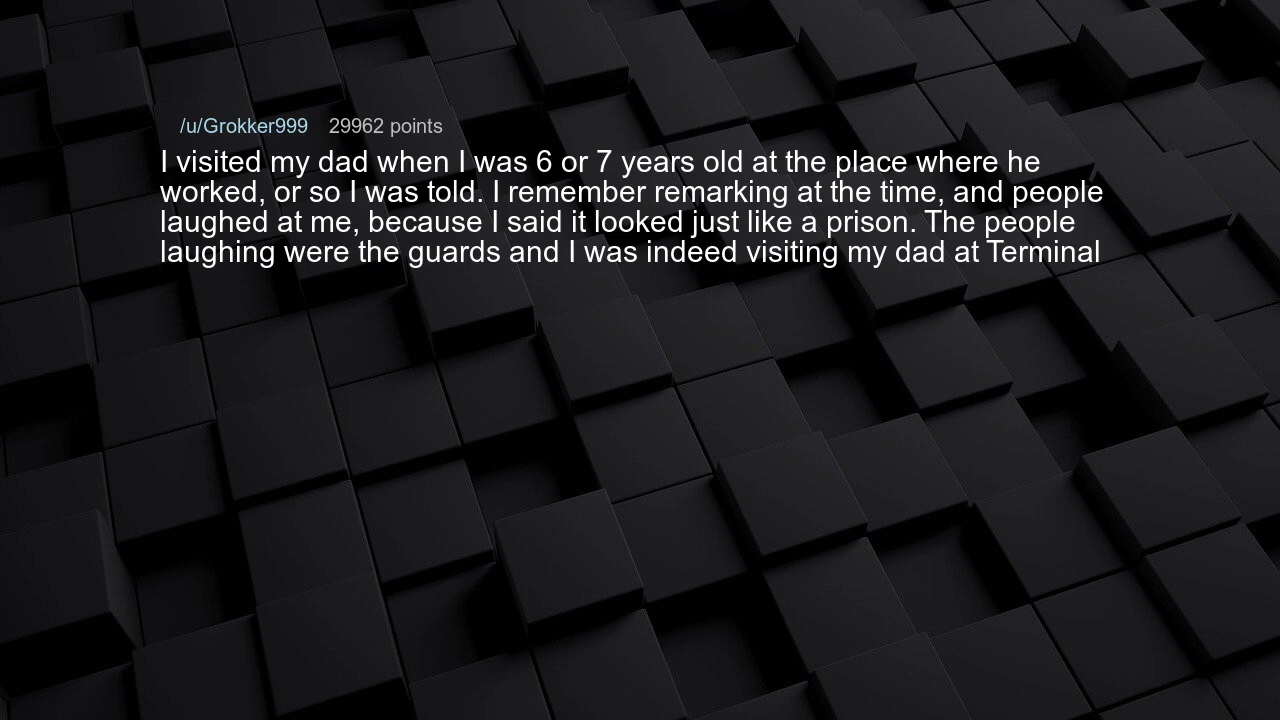 /u/Grokker999 29962 points
I visited my dad when I was 6 or 7 years old at the place where he
worked, or so I was told. I remember remarking at the time, and people
laughed at me, because I said it looked just like a prison. The people
laughing were the guards and I was indeed visiting my dad at Terminal